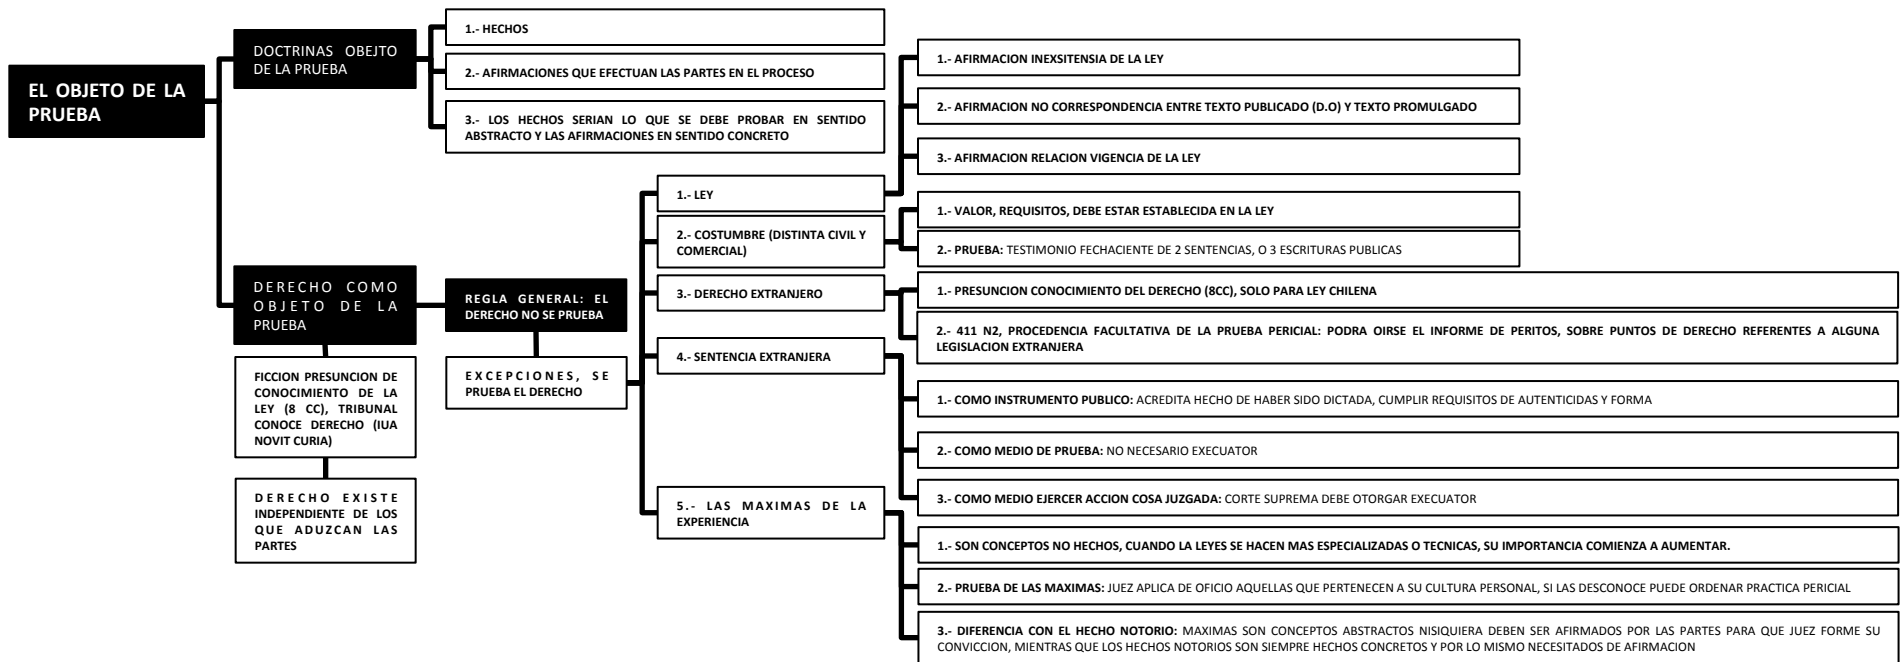 EL OBJETO DE LA
PRUEBA
DOCTRINAS OBEJTO
DE LA PRUEBA
1.- HECHOS
2.- AFIRMACIONES QUE EFECTUAN LAS PARTES EN EL PROCESO
3.- LOS HECHOS SERIAN LO QUE SE DEBE PROBAR EN SENTIDO
ABSTRACTO Y LAS AFIRMACIONES EN SENTIDO CONCRETO
DERECHO COMO
OBJETO DE LA
PRUEBA
FICCION PRESUNCION DE
CONOCIMIENTO DE LA
LEY (8 CC), TRIBUNAL
CONOCE DERECHO (IUA
NOVIT CURIA)
DERECHO EXISTE
INDEPENDIENTE DE LOS
QUE ADUZCAN LAS
PARTES
REGLA GENERAL: EL
DERECHO NO SE PRUEBA
EXCEPCIONES, SE
PRUEBA EL DERECHO
1.- LEY
1.- AFIRMACION INEXSITENSIA DE LA LEY
2.- AFIRMACION NO CORRESPONDENCIA ENTRE TEXTO PUBLICADO (D.O) Y TEXTO PROMULGADO
3.- AFIRMACION RELACION VIGENCIA DE LA LEY
2.- COSTUMBRE (DISTINTA CIVIL Y
COMERCIAL)
1.- VALOR, REQUISITOS, DEBE ESTAR ESTABLECIDA EN LA LEY
2.- PRUEBA: TESTIMONIO FECHACIENTE DE 2 SENTENCIAS, O 3 ESCRITURAS PUBLICAS
3.- DERECHO EXTRANJERO
1.- PRESUNCION CONOCIMIENTO DEL DERECHO (8CC), SOLO PARA LEY CHILENA
2.- 411 N2, PROCEDENCIA FACULTATIVA DE LA PRUEBA PERICIAL: PODRA OIRSE EL INFORME DE PERITOS, SOBRE PUNTOS DE DERECHO REFERENTES A ALGUNA
LEGISLACION EXTRANJERA
4.- SENTENCIA EXTRANJERA
1.- COMO INSTRUMENTO PUBLICO: ACREDITA HECHO DE HABER SIDO DICTADA, CUMPLIR REQUISITOS DE AUTENTICIDAS Y FORMA
2.- COMO MEDIO DE PRUEBA: NO NECESARIO EXECUATOR
3.- COMO MEDIO EJERCER ACCION COSA JUZGADA: CORTE SUPREMA DEBE OTORGAR EXECUATOR
5.- LAS MAXIMAS DE LA
EXPERIENCIA
1.- SON CONCEPTOS NO HECHOS, CUANDO LA LEYES SE HACEN MAS ESPECIALIZADAS O TECNICAS, SU IMPORTANCIA COMIENZA A AUMENTAR.
2.- PRUEBA DE LAS MAXIMAS: JUEZ APLICA DE OFICIO AQUELLAS QUE PERTENECEN A SU CULTURA PERSONAL, SI LAS DESCONOCE PUEDE ORDENAR PRACTICA PERICIAL
3.- DIFERENCIA CON EL HECHO NOTORIO: MAXIMAS SON CONCEPTOS ABSTRACTOS NISIQUIERA DEBEN SER AFIRMADOS POR LAS PARTES PARA QUE JUEZ FORME SU
CONVICCION, MIENTRAS QUE LOS HECHOS NOTORIOS SON SIEMPRE HECHOS CONCRETOS Y POR LO MISMO NECESITADOS DE AFIRMACION